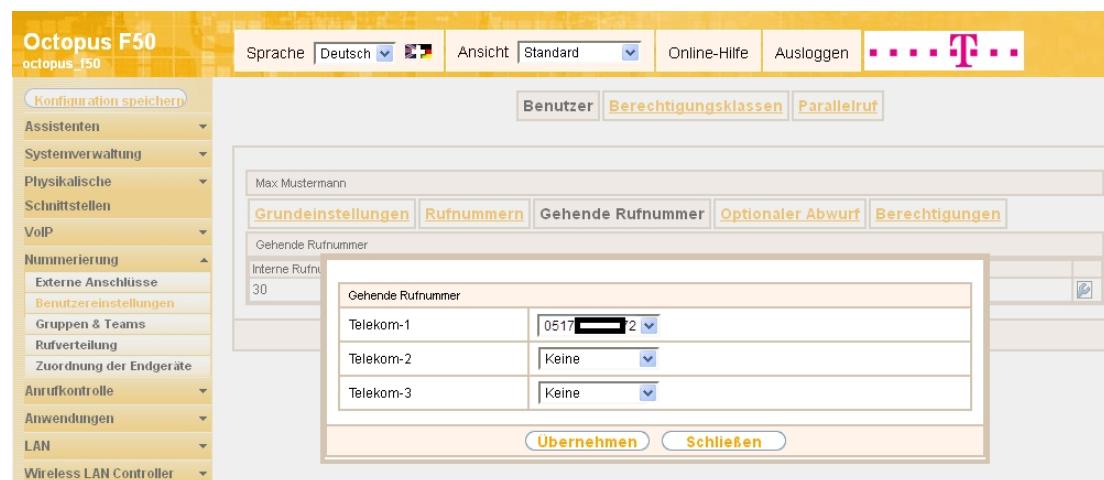 Octopus F50
octopus_f50
Sprache Deutsch Ansicht Standard Online-Hilfe Ausloggen T
Konfiguration speichern
Benutzer Berechtigungsklassen Parallelruf
Assistenten
Systemverwaltung
Physikalische
Schnittstellen
VoIP
Nummerierung
Externe Anschlüsse
Benutzereinstellungen
Gruppen & Teams
Rufverteilung
Zuordnung der Endgeräte
Anrufkontrolle
Anwendungen
LAN
Wireless LAN Controller
Max Mustermann
Grundeinstellungen Rufnummern Gehende Rufnummer Optionaler Abwurf Berechtigungen
Gehende Rufnummer
Interne Rufnu
30
Gehende Rufnummer
Telekom-1 0517 72
Telekom-2 Keine
Telekom-3 Keine
Übernehmen Schließen